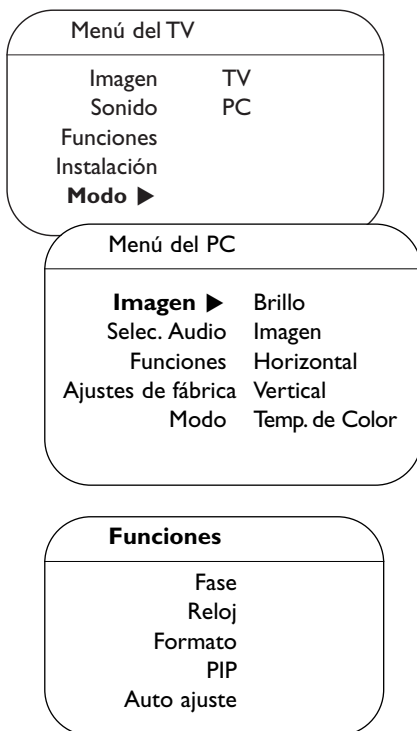 Menú del TV
Imagen TV
Sonido PC
Funciones
Instalación
Modo ▶
Menú del PC
Imagen ▶ Brillo
Selec. Audio Imagen
Funciones Horizontal
Ajustes de fábrica Vertical
Modo Temp. de Color
Funciones
Fase
Reloj
Formato
PIP
Auto ajuste